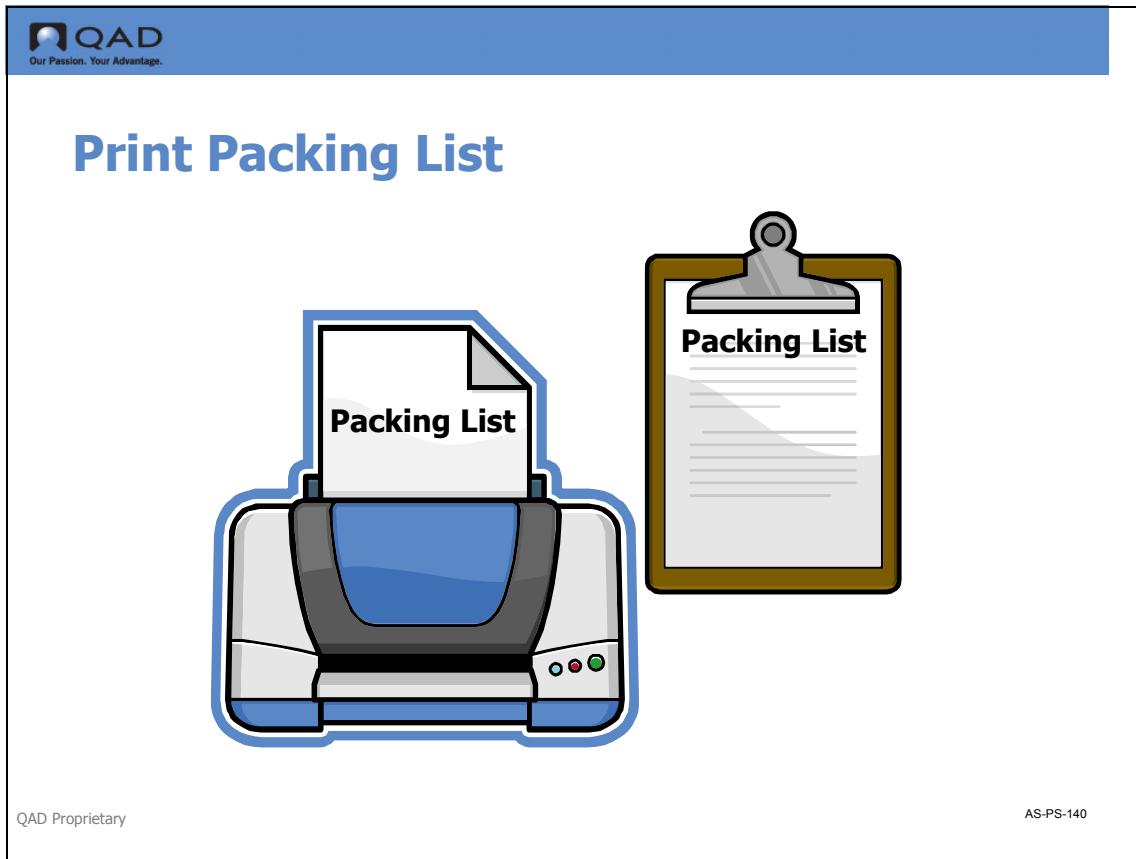 QAD
Our Passion. Your Advantage.
Print Packing List
Packing List
Packing List
QAD Proprietary
AS-PS-140